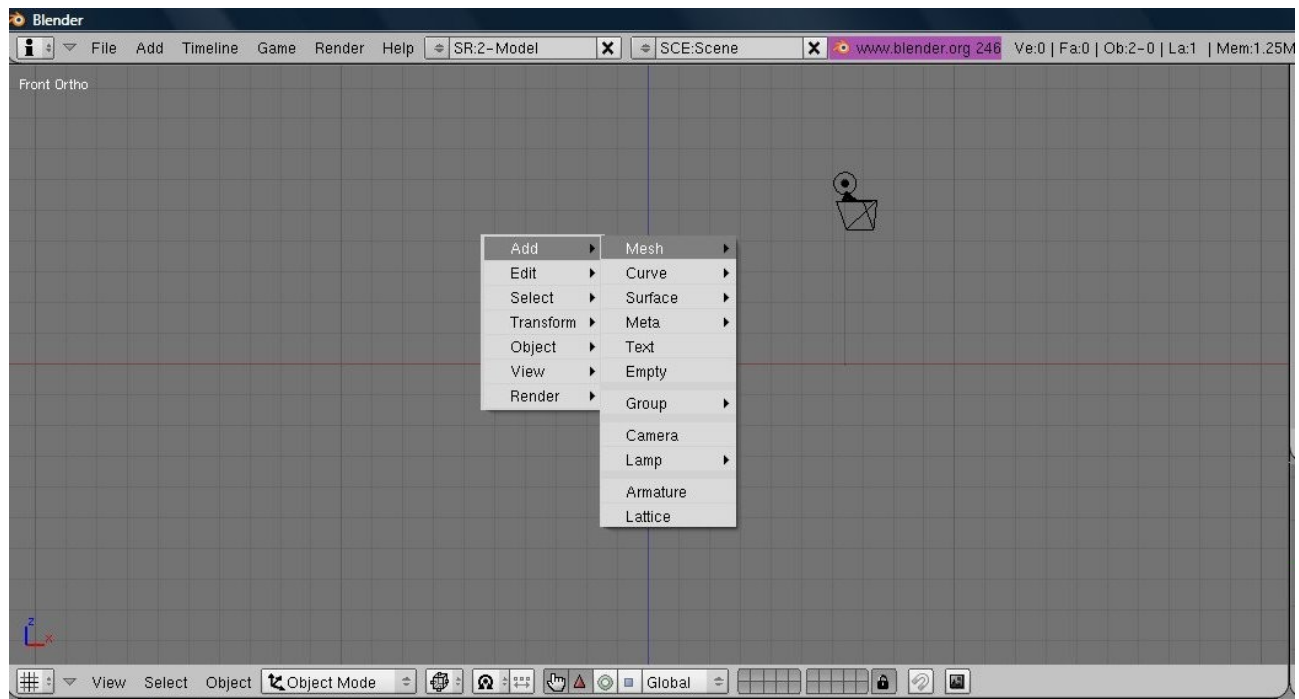 Blender
File Add Timeline Game Render Help SR:2-Model SCE:Scene www.blender.org 246 Ve:0 | Fa:0 | Ob:2-0 | La:1 | Mem:1.25M
Front Ortho
Add
Edit
Select
Transform
Object
View
Render
Mesh
Curve
Surface
Meta
Text
Empty
Group
Camera
Lamp
Armature
Lattice
z
x
View Select Object Object Mode Global